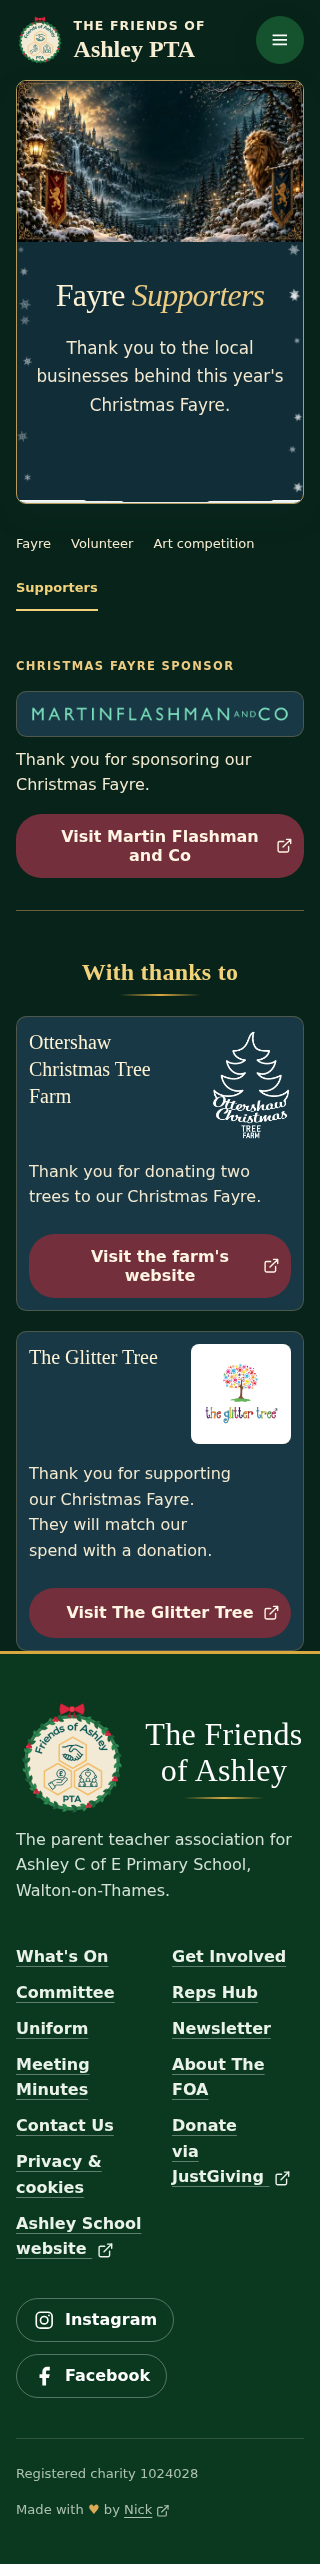 THE FRIENDS OF
Ashley PTA
Fayre Supporters
Thank you to the local
businesses behind this year's
Christmas Fayre.
Fayre
Volunteer
Art competition
Supporters
CHRISTMAS FAYRE SPONSOR
MARTINFLASHMANANDCO
Thank you for sponsoring our
Christmas Fayre.
Visit Martin Flashman
and Co
With thanks to
Ottershaw
Christmas Tree
Farm
Ottershaw
Christmas
TREE
FARM
Thank you for donating two
trees to our Christmas Fayre.
Visit the farm's
website
The Glitter Tree
the glitter tree
Thank you for supporting
our Christmas Fayre.
They will match our
spend with a donation.
Visit The Glitter Tree
Friends of Ashley
PTA
The Friends
of Ashley
The parent teacher association for
Ashley C of E Primary School,
Walton-on-Thames.
What's On
Committee
Uniform
Meeting
Minutes
Contact Us
Privacy &
cookies
Ashley School
website
Get Involved
Reps Hub
Newsletter
About The
FOA
Donate
via
JustGiving
Instagram
Facebook
Registered charity 1024028
Made with ♥ by Nick